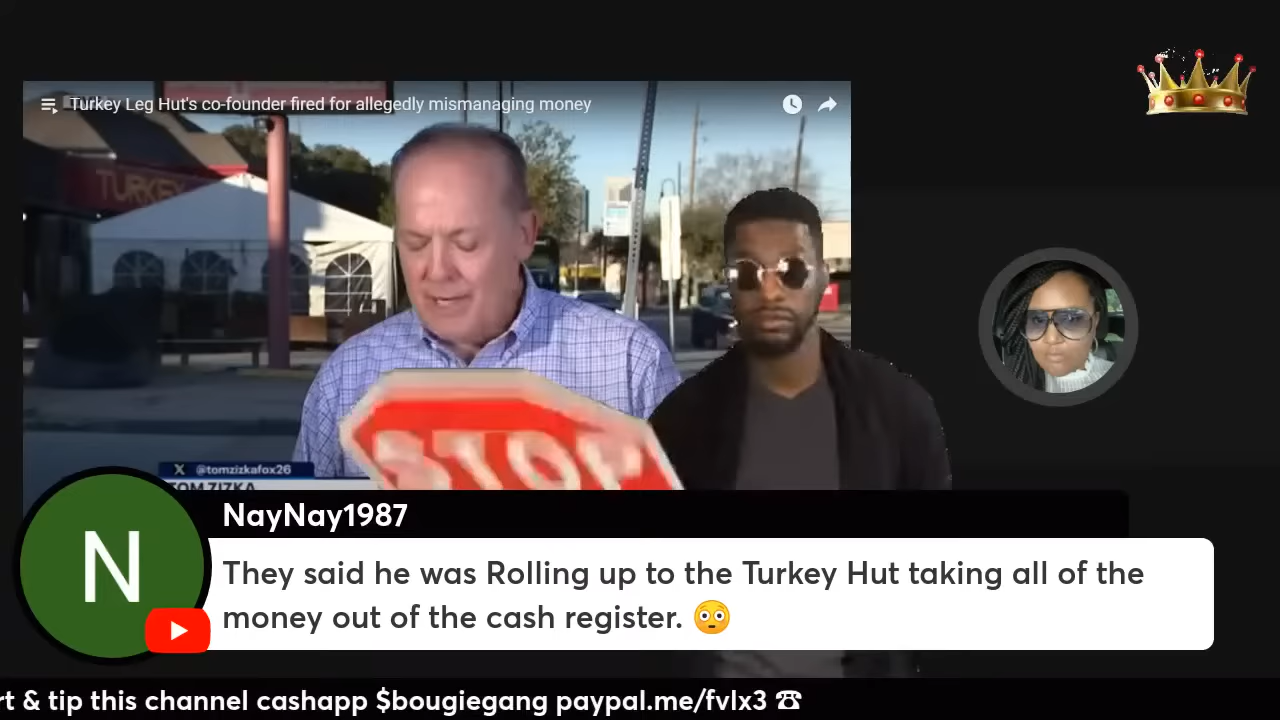 Turkey Leg Hut's co-founder fired for allegedly mismanaging money
TURKEY
STOP
X @tomzizkafox26
TOM ZIZKA
N
NayNay1987
They said he was Rolling up to the Turkey Hut taking all of the
money out of the cash register. 😳
rt & tip this channel cashapp $bougiegang paypal.me/fvlx3 ☎